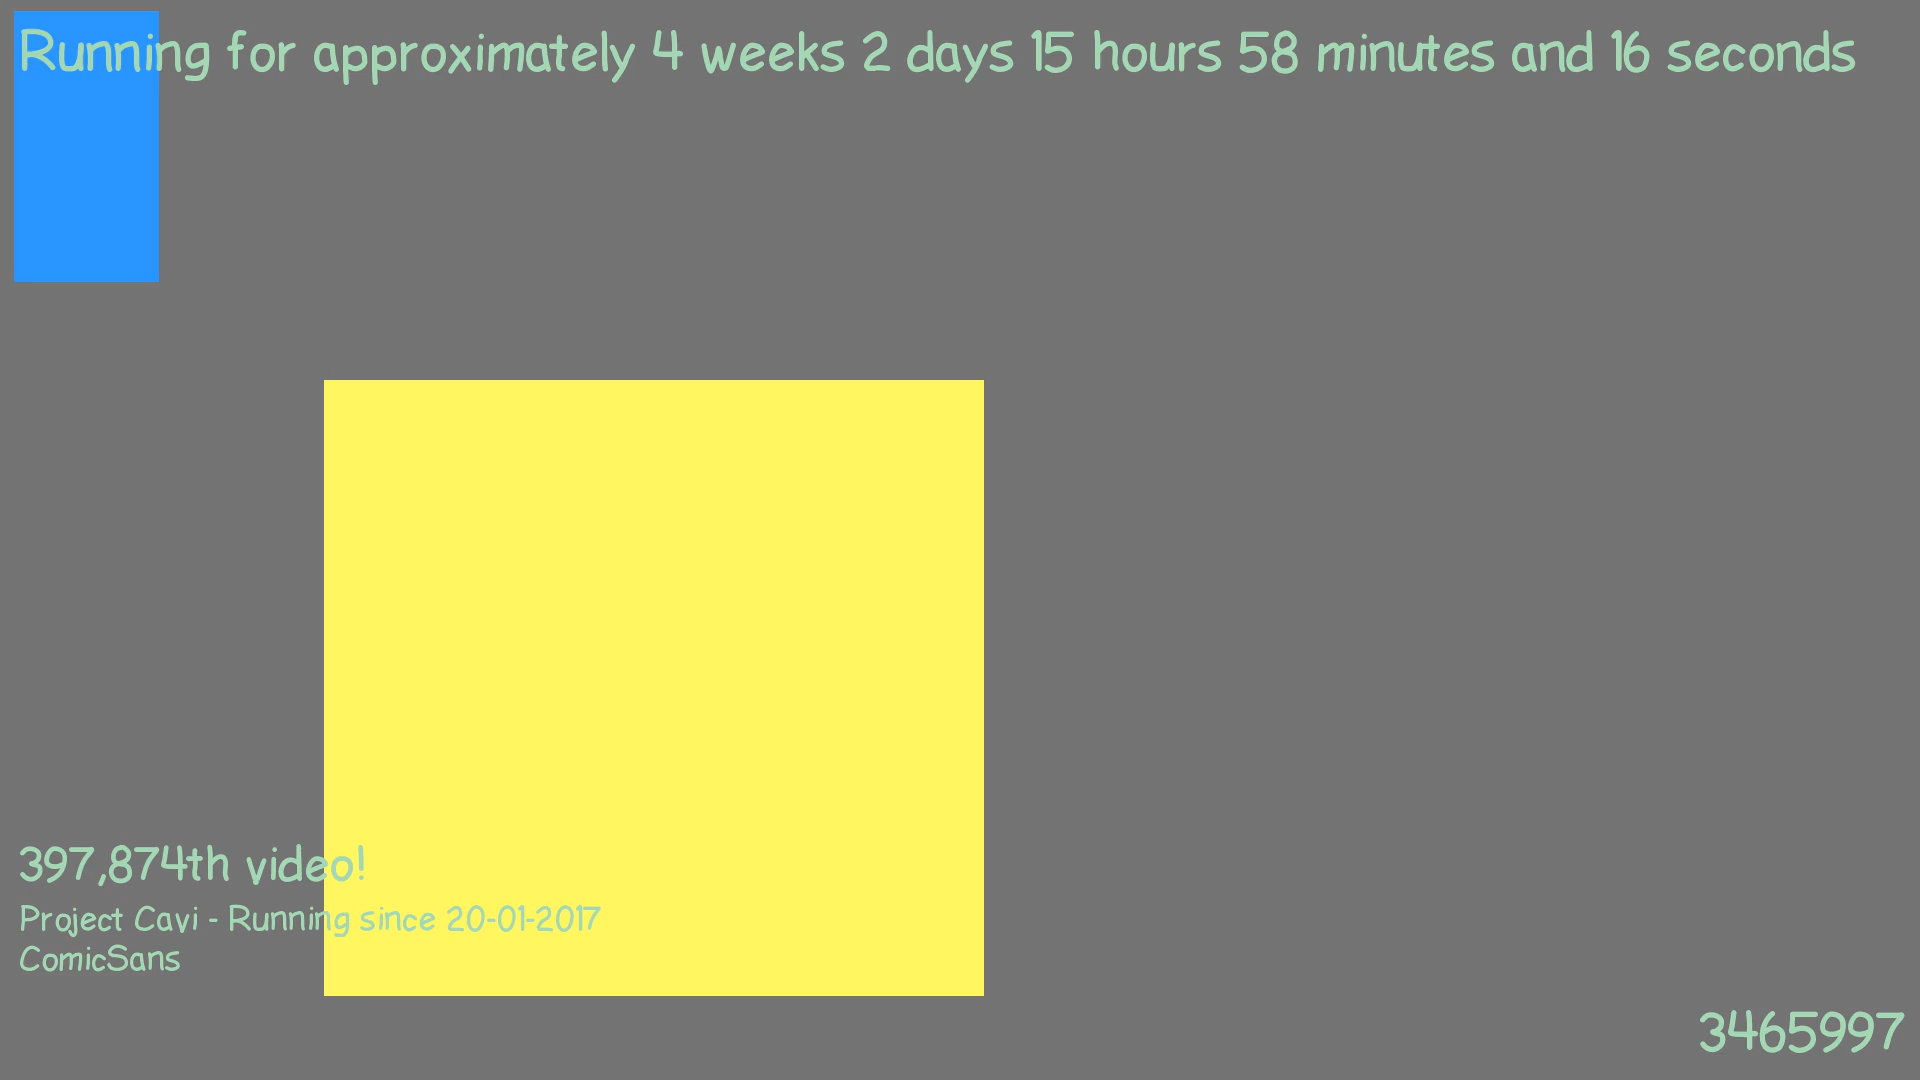 Running for approximately 4 weeks 2 days 15 hours 58 minutes and 16 seconds
397,874th video!
Project Cavi - Running since 20-01-2017
ComicSans
3465997